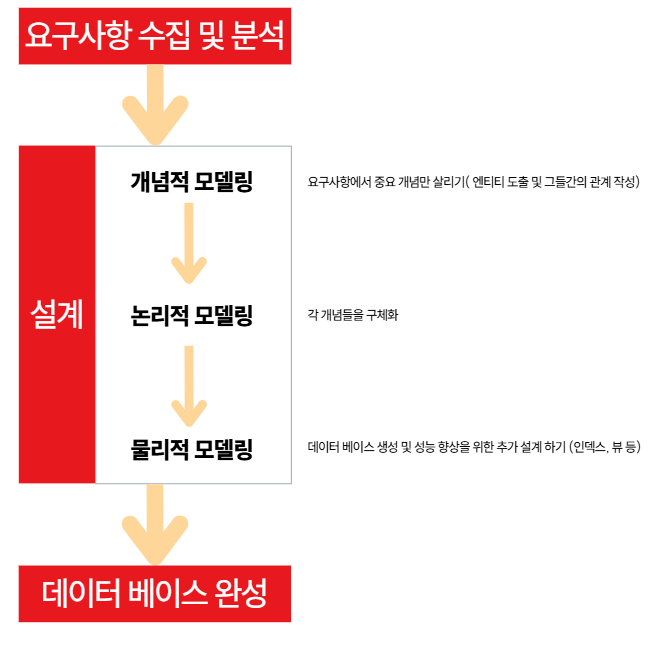 요구사항 수집 및 분석
개념적 모델링
요구사항에서 중요 개념만 살리기( 엔티티 도출 및 그들간의 관계 작성)
설계
논리적 모델링
각 개념들을 구체화
물리적 모델링
데이터 베이스 생성 및 성능 향상을 위한 추가 설계 하기 (인덱스, 뷰 등)
데이터 베이스 완성